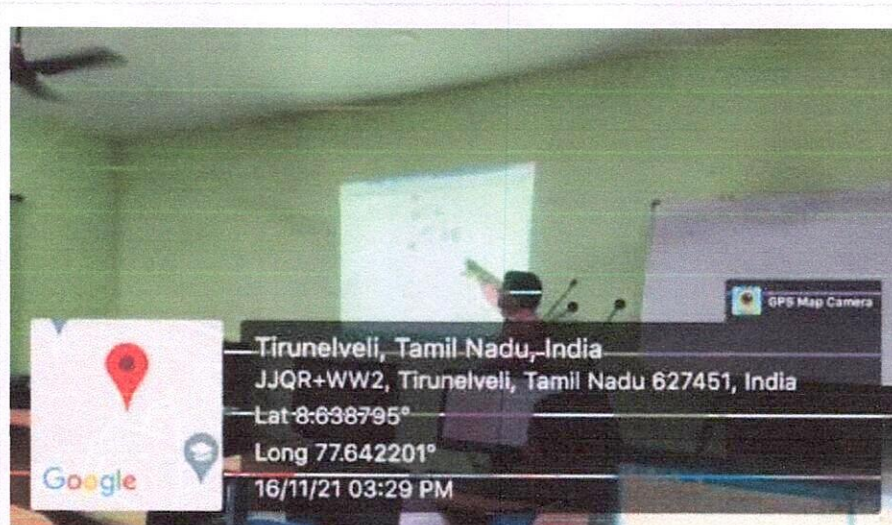 GPS Map Camera
Tirunelveli, Tamil Nadu, India
JJQR+WW2, Tirunelveli, Tamil Nadu 627451, India
Lat 8.638795°
Long 77.642201°
16/11/21 03:29 PM
Google